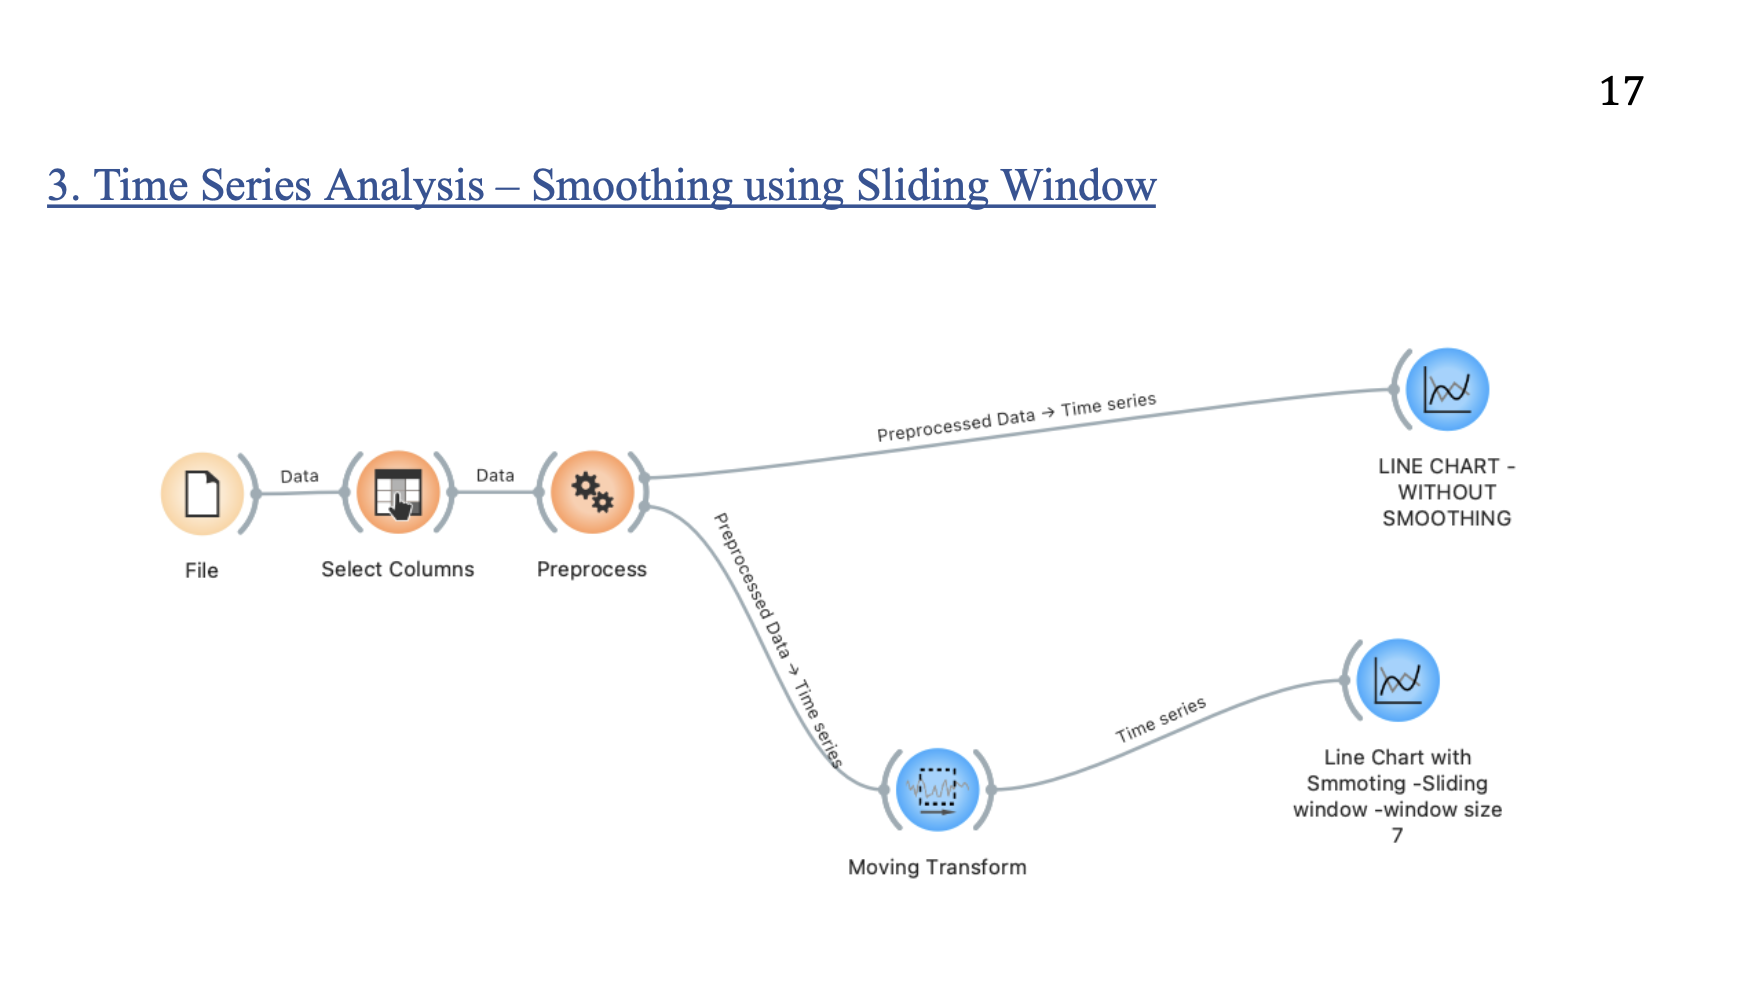 17
3. Time Series Analysis – Smoothing using Sliding Window
Preprocessed Data → Time series
LINE CHART -
WITHOUT
SMOOTHING
Data
Data
File
Select Columns
Preprocess
Preprocessed Data → Time series
Time series
Line Chart with
Smmoting -Sliding
window -window size
7
Moving Transform